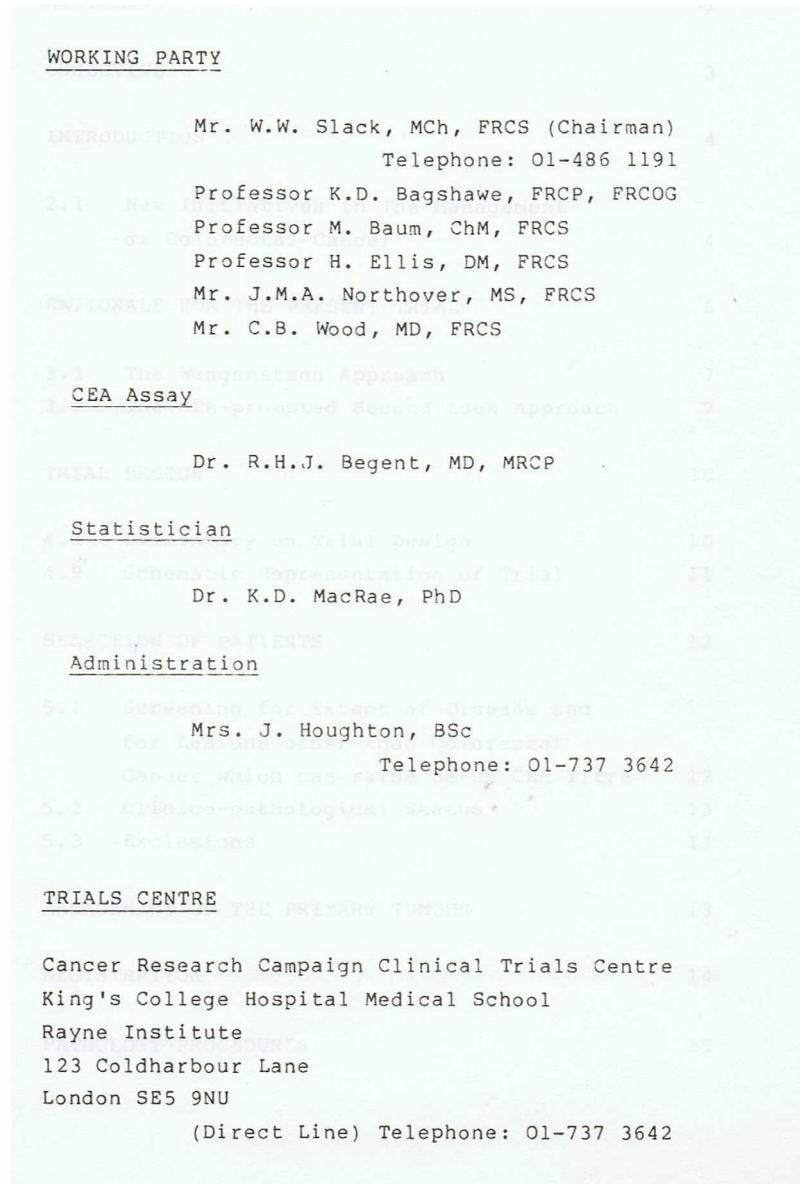 WORKING PARTY
Mr. W.W. Slack, MCh, FRCS (Chairman)
Telephone: 01-486 1191
Professor K.D. Bagshawe, FRCP, FRCOG
Professor M. Baum, ChM, FRCS
Professor H. Ellis, DM, FRCS
Mr. J.M.A. Northover, MS, FRCS
Mr. C.B. Wood, MD, FRCS
CEA Assay
Dr. R.H.J. Begent, MD, MRCP
Statistician
Dr. K.D. MacRae, PhD
Administration
Mrs. J. Houghton, BSc
Telephone: 01-737 3642
TRIALS CENTRE
Cancer Research Campaign Clinical Trials Centre
King's College Hospital Medical School
Rayne Institute
123 Coldharbour Lane
London SE5 9NU
(Direct Line) Telephone: 01-737 3642